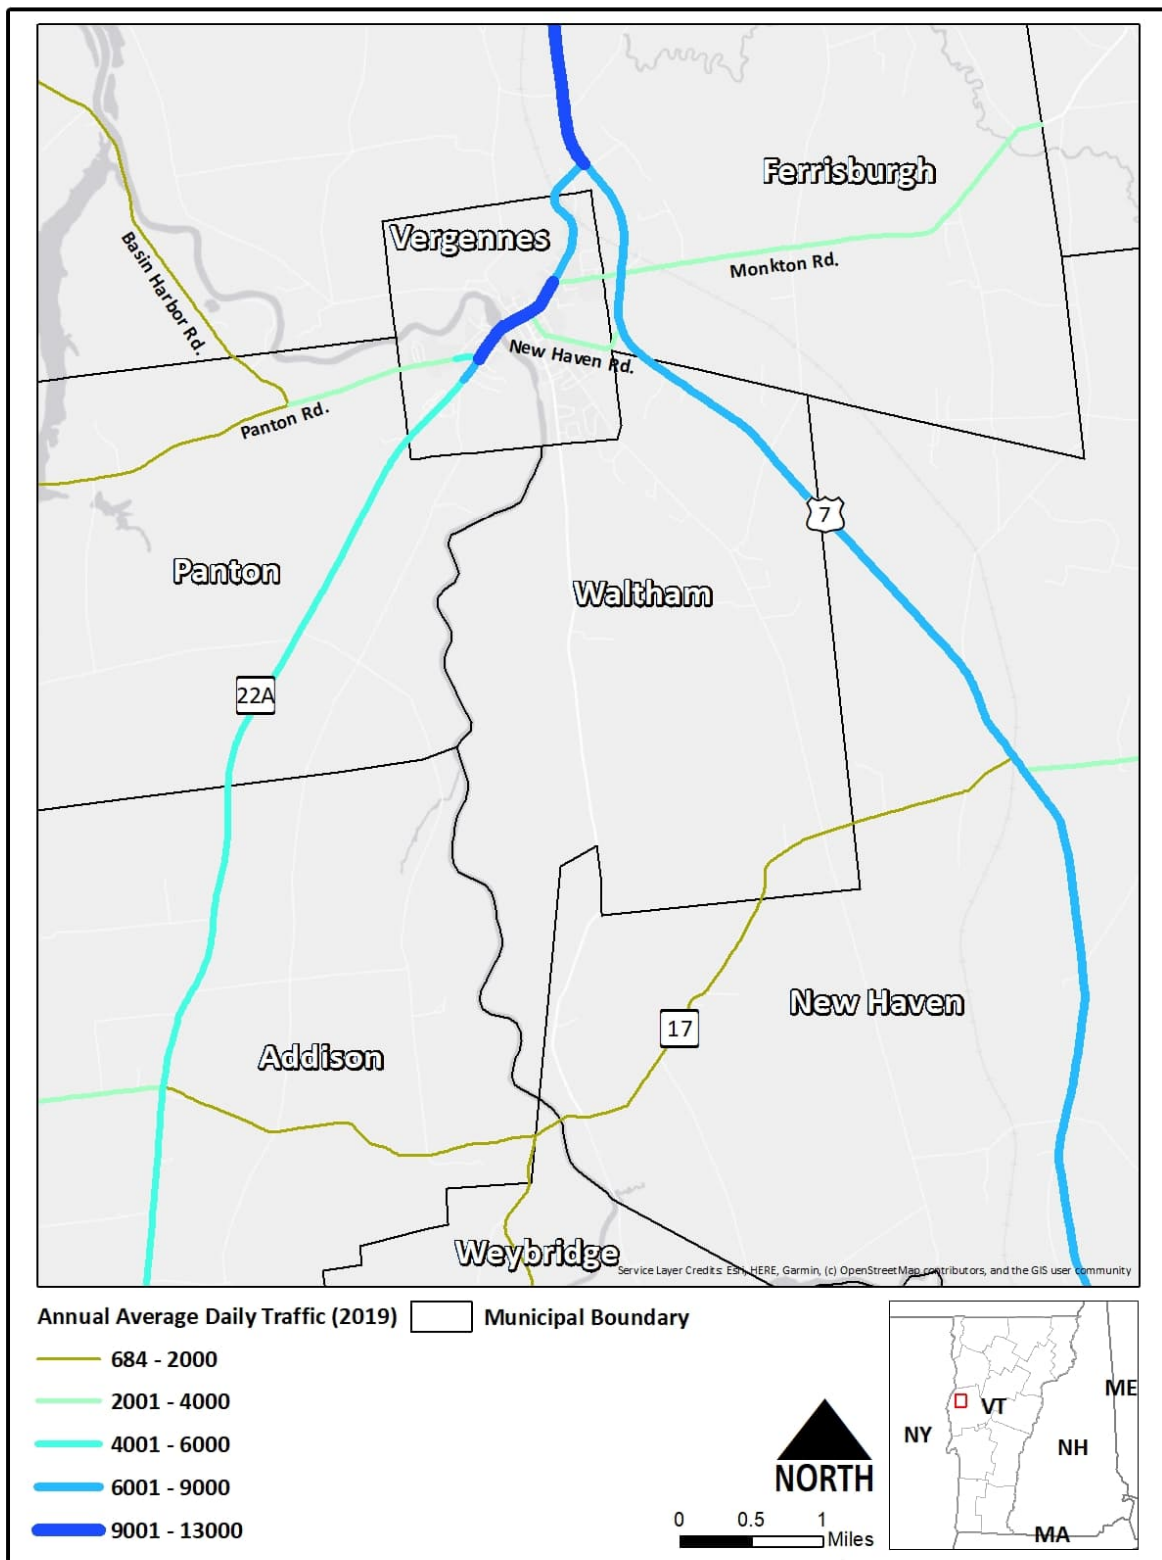 Ferrisburgh
Vergennes
Basin Harbor Rd.
Monkton Rd.
New Haven Rd.
Panton Rd.
7
Panton
Waltham
22A
New Haven
17
Addison
Weybridge
Service Layer Credits: Esri, HERE, Garmin, (c) OpenStreetMap contributors, and the GIS user community
Annual Average Daily Traffic (2019)
Municipal Boundary
684 - 2000
2001 - 4000
4001 - 6000
6001 - 9000
9001 - 13000
NORTH
0 0.5 1
Miles
ME
VT
NY
NH
MA